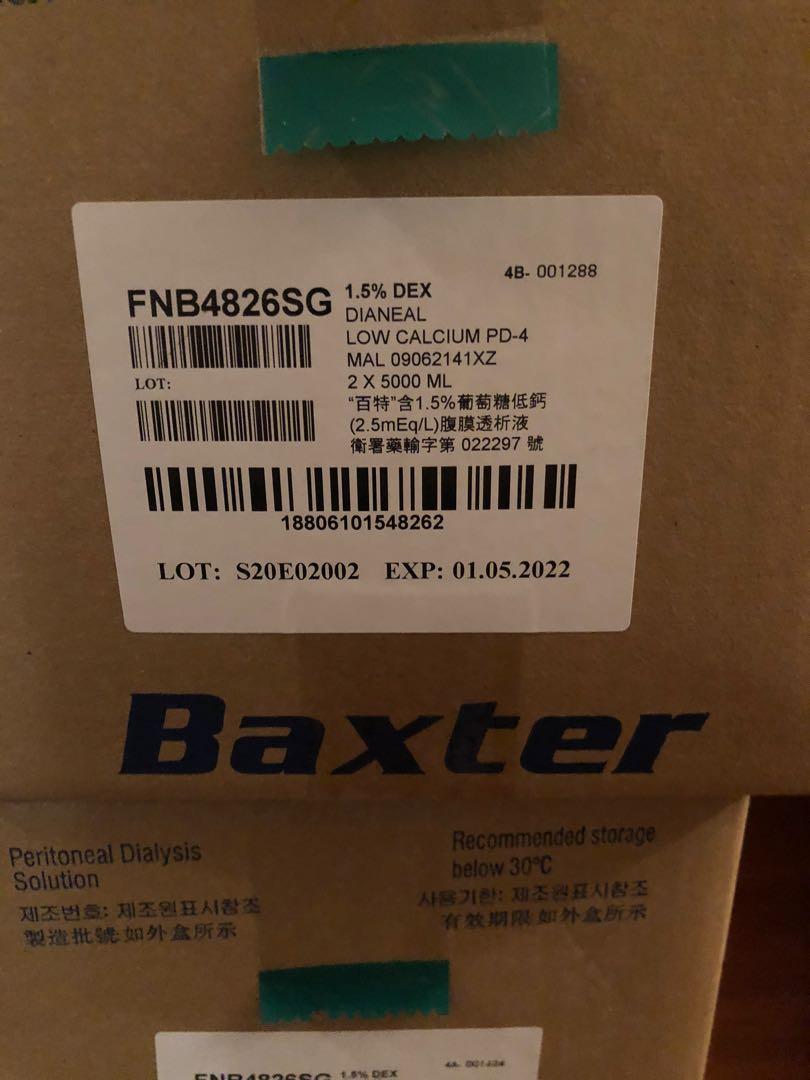 4B- 001288
FNB4826SG
1.5% DEX
DIANEAL
LOW CALCIUM PD-4
MAL 09062141XZ
LOT:
2 X 5000 ML
“百特”含1.5%葡萄糖低鈣
(2.5mEq/L)腹膜透析液
衛署藥輸字第 022297 號
18806101548262
LOT: S20E02002 EXP: 01.05.2022
Baxter
Peritoneal Dialysis
Solution
제조번호: 제조원표시참조
製造批號:如外盒所示
Recommended storage
below 30°C
사용기한: 제조원표시참조
有效期限:如外盒所示
FNB4826SG 1.5% DEX